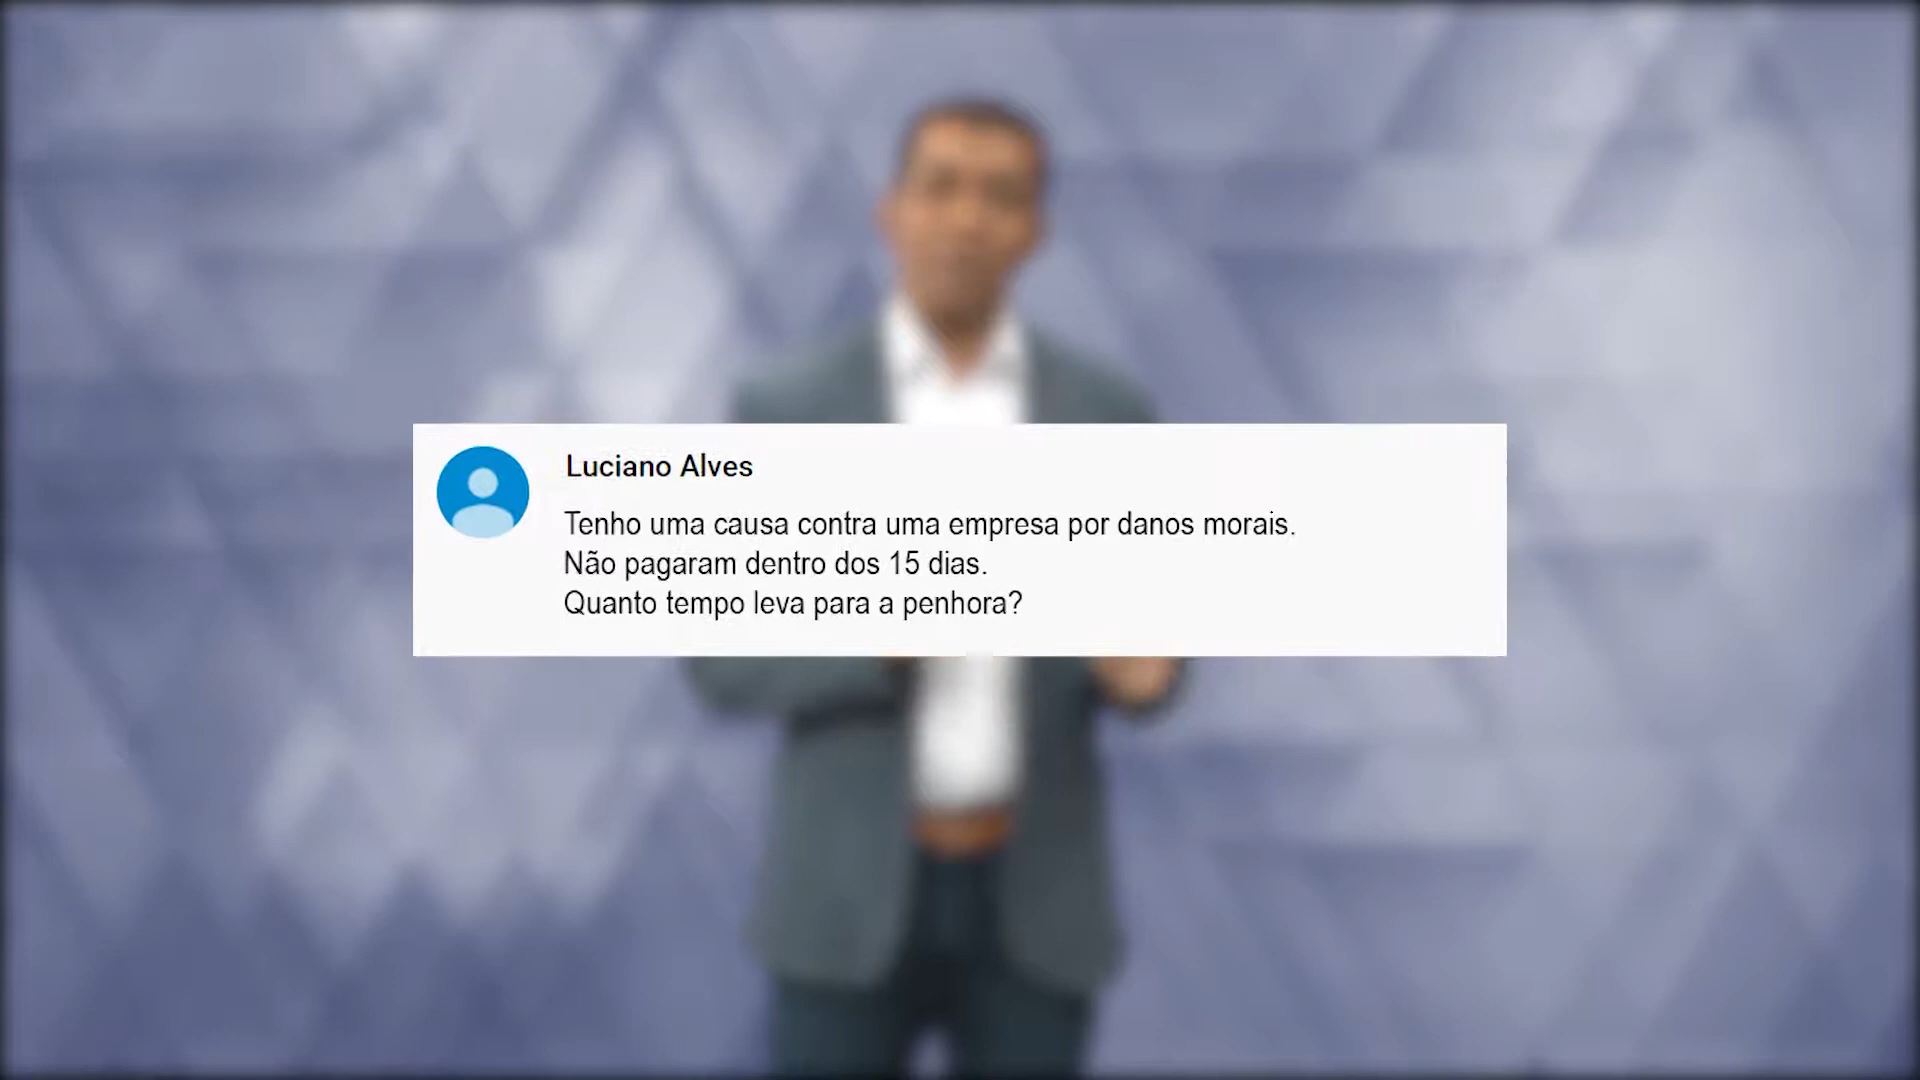 Luciano Alves
Tenho uma causa contra uma empresa por danos morais.
Não pagaram dentro dos 15 dias.
Quanto tempo leva para a penhora?